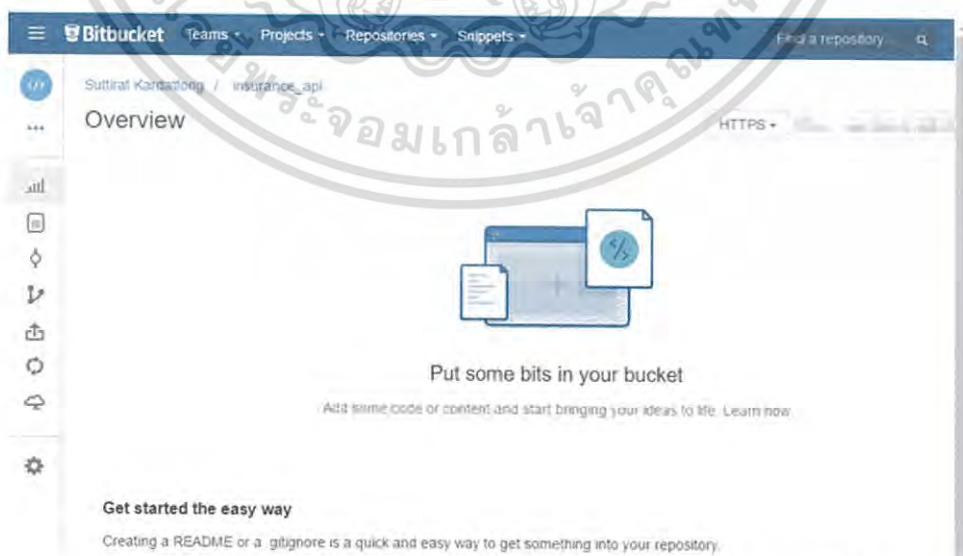 Bitbucket Teams Projects Repositories Snippets Find a repository
Suttirat Kardatlong / insurance_api
Overview
HTTPS
Put some bits in your bucket
Add some code or content and start bringing your ideas to life. Learn how
Get started the easy way
Creating a README or a .gitignore is a quick and easy way to get something into your repository.